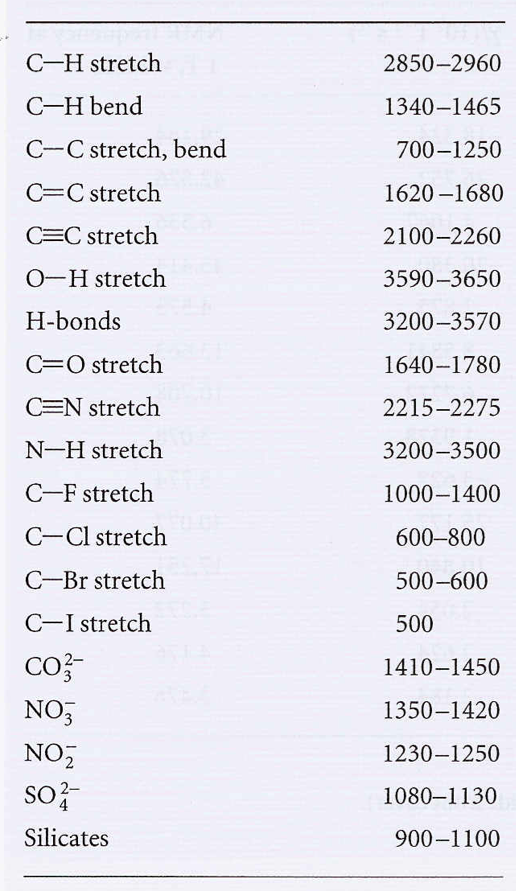 C—H stretch 2850–2960
C—H bend 1340–1465
C—C stretch, bend 700–1250
C=C stretch 1620–1680
C≡C stretch 2100–2260
O—H stretch 3590–3650
H-bonds 3200–3570
C=O stretch 1640–1780
C≡N stretch 2215–2275
N—H stretch 3200–3500
C—F stretch 1000–1400
C—Cl stretch 600–800
C—Br stretch 500–600
C—I stretch 500
CO₃²⁻ 1410–1450
NO₃⁻ 1350–1420
NO₂⁻ 1230–1250
SO₄²⁻ 1080–1130
Silicates 900–1100